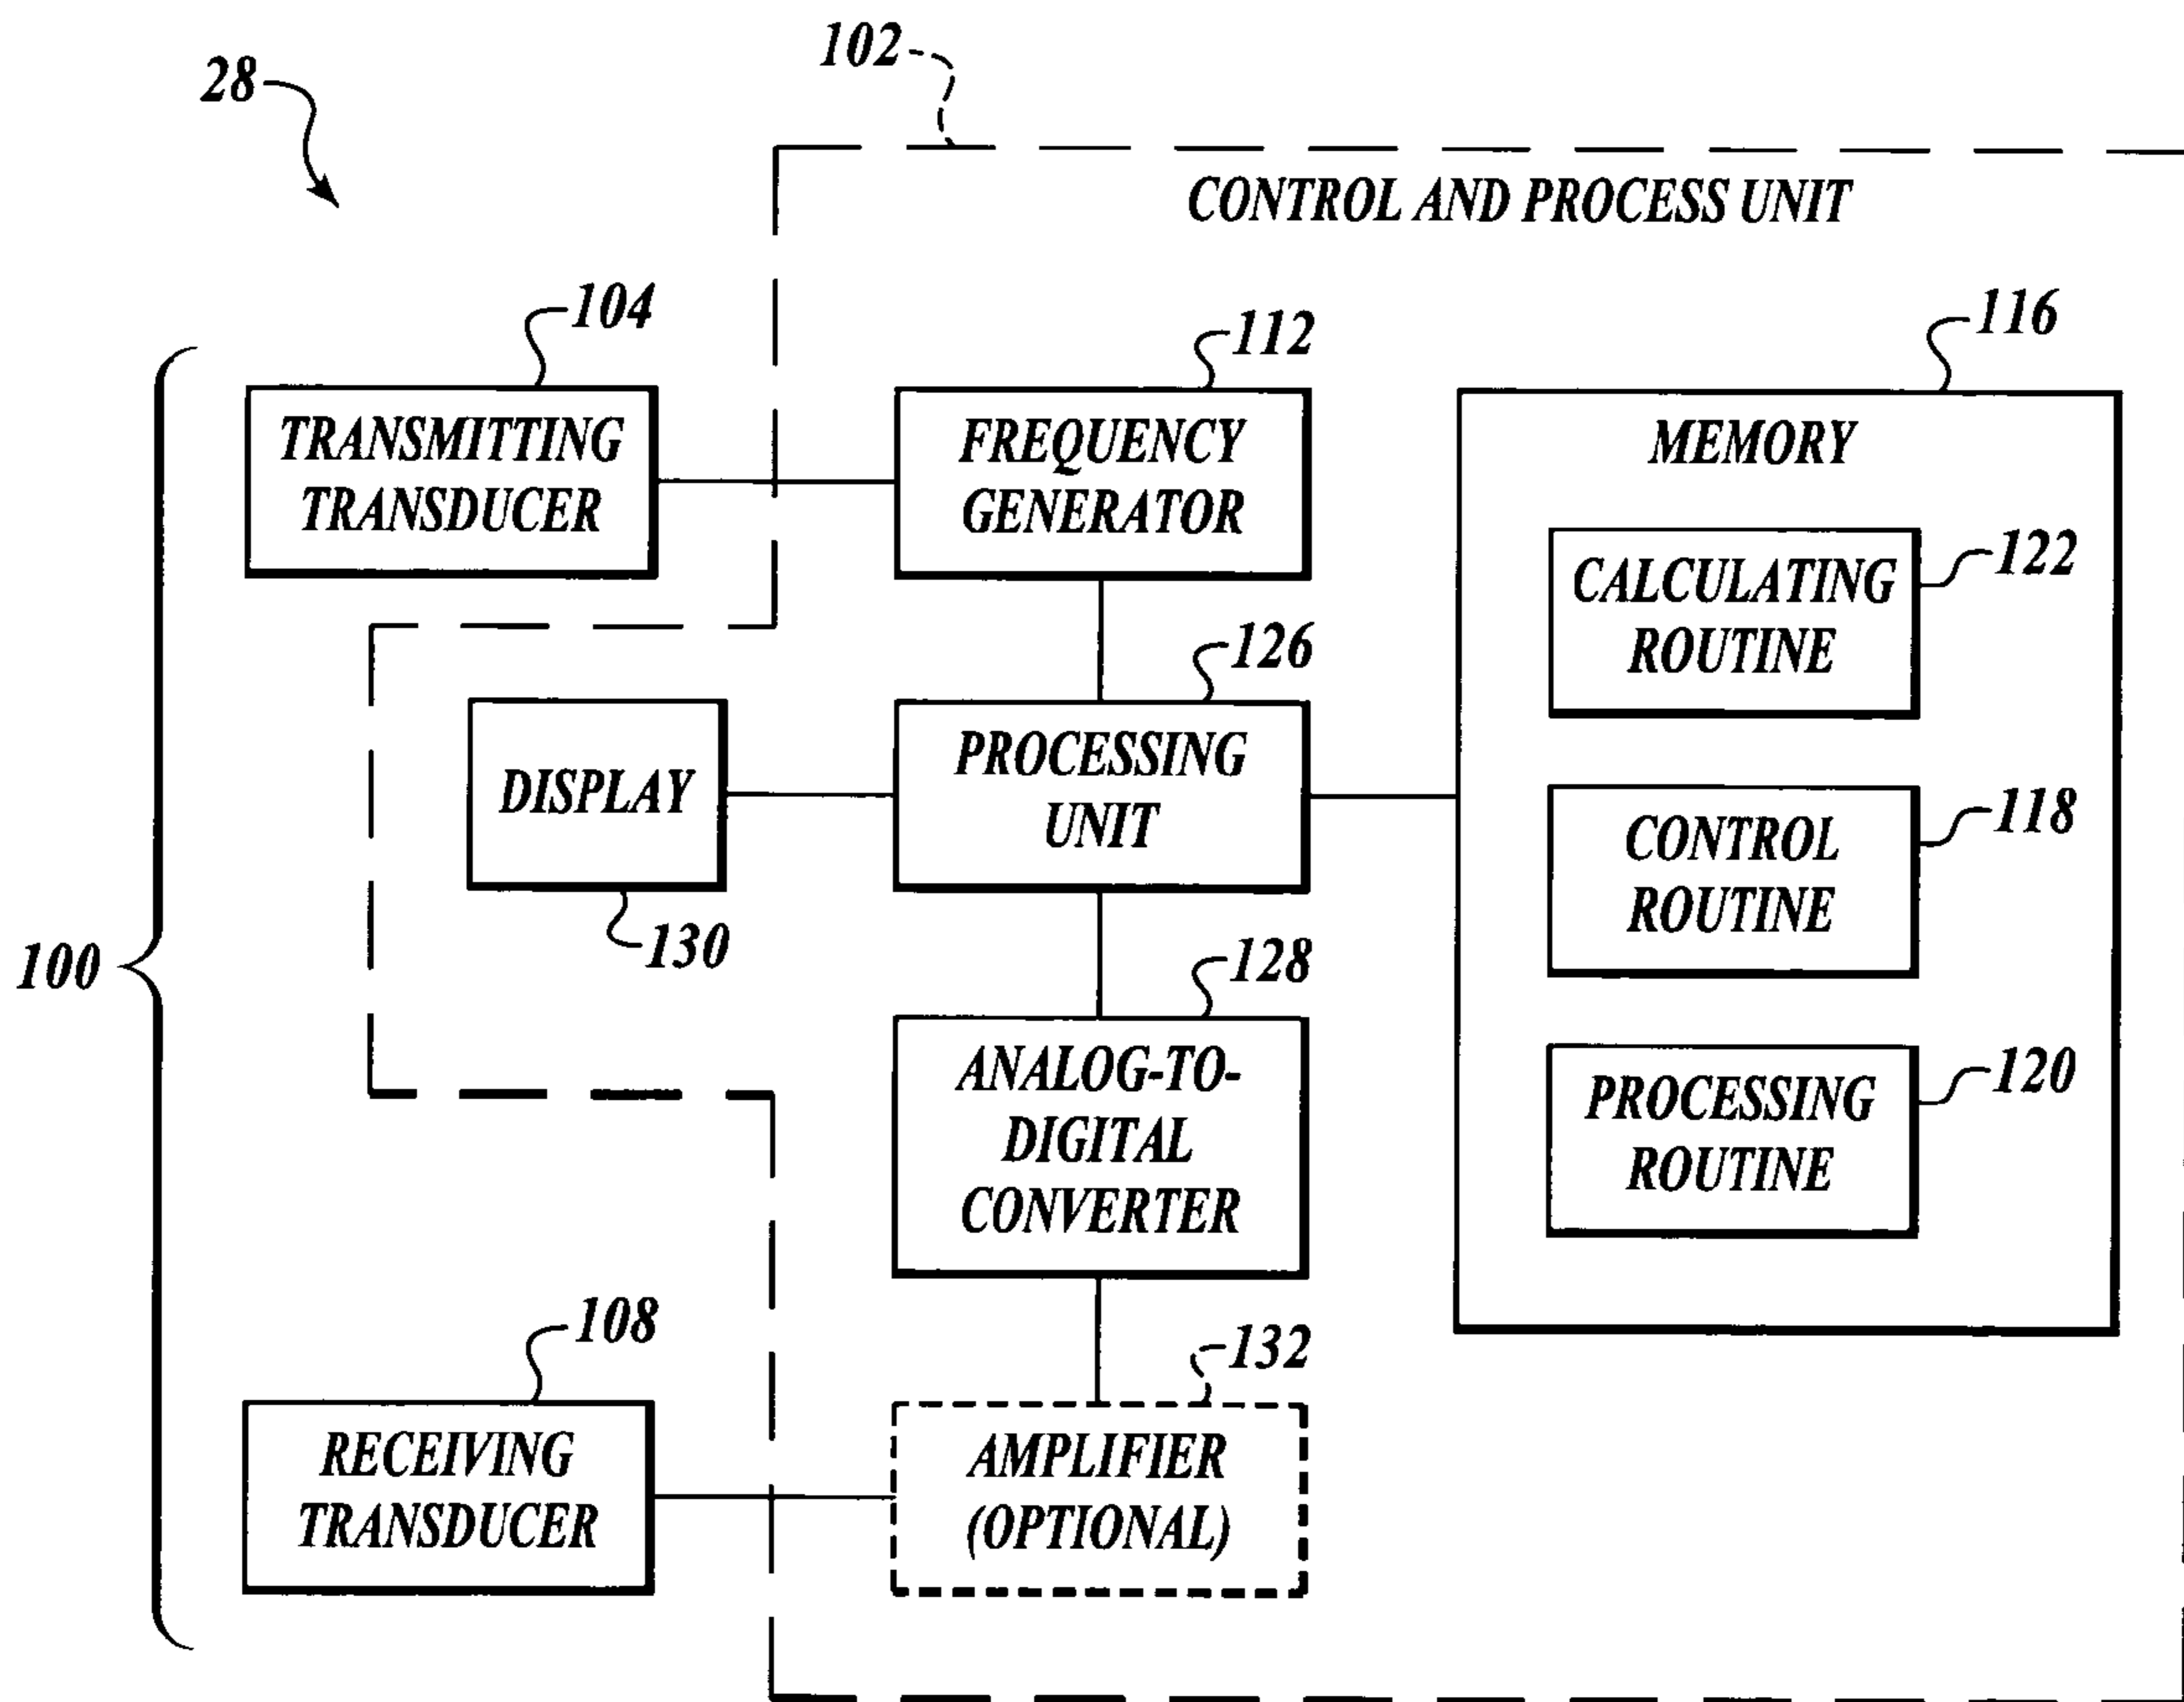 102
28
CONTROL AND PROCESS UNIT
104
112
116
TRANSMITTING
TRANSDUCER
FREQUENCY
GENERATOR
MEMORY
CALCULATING
ROUTINE
122
126
DISPLAY
130
PROCESSING
UNIT
CONTROL
ROUTINE
118
100
128
ANALOG-TO-
DIGITAL
CONVERTER
PROCESSING
ROUTINE
120
108
132
RECEIVING
TRANSDUCER
AMPLIFIER
(OPTIONAL)